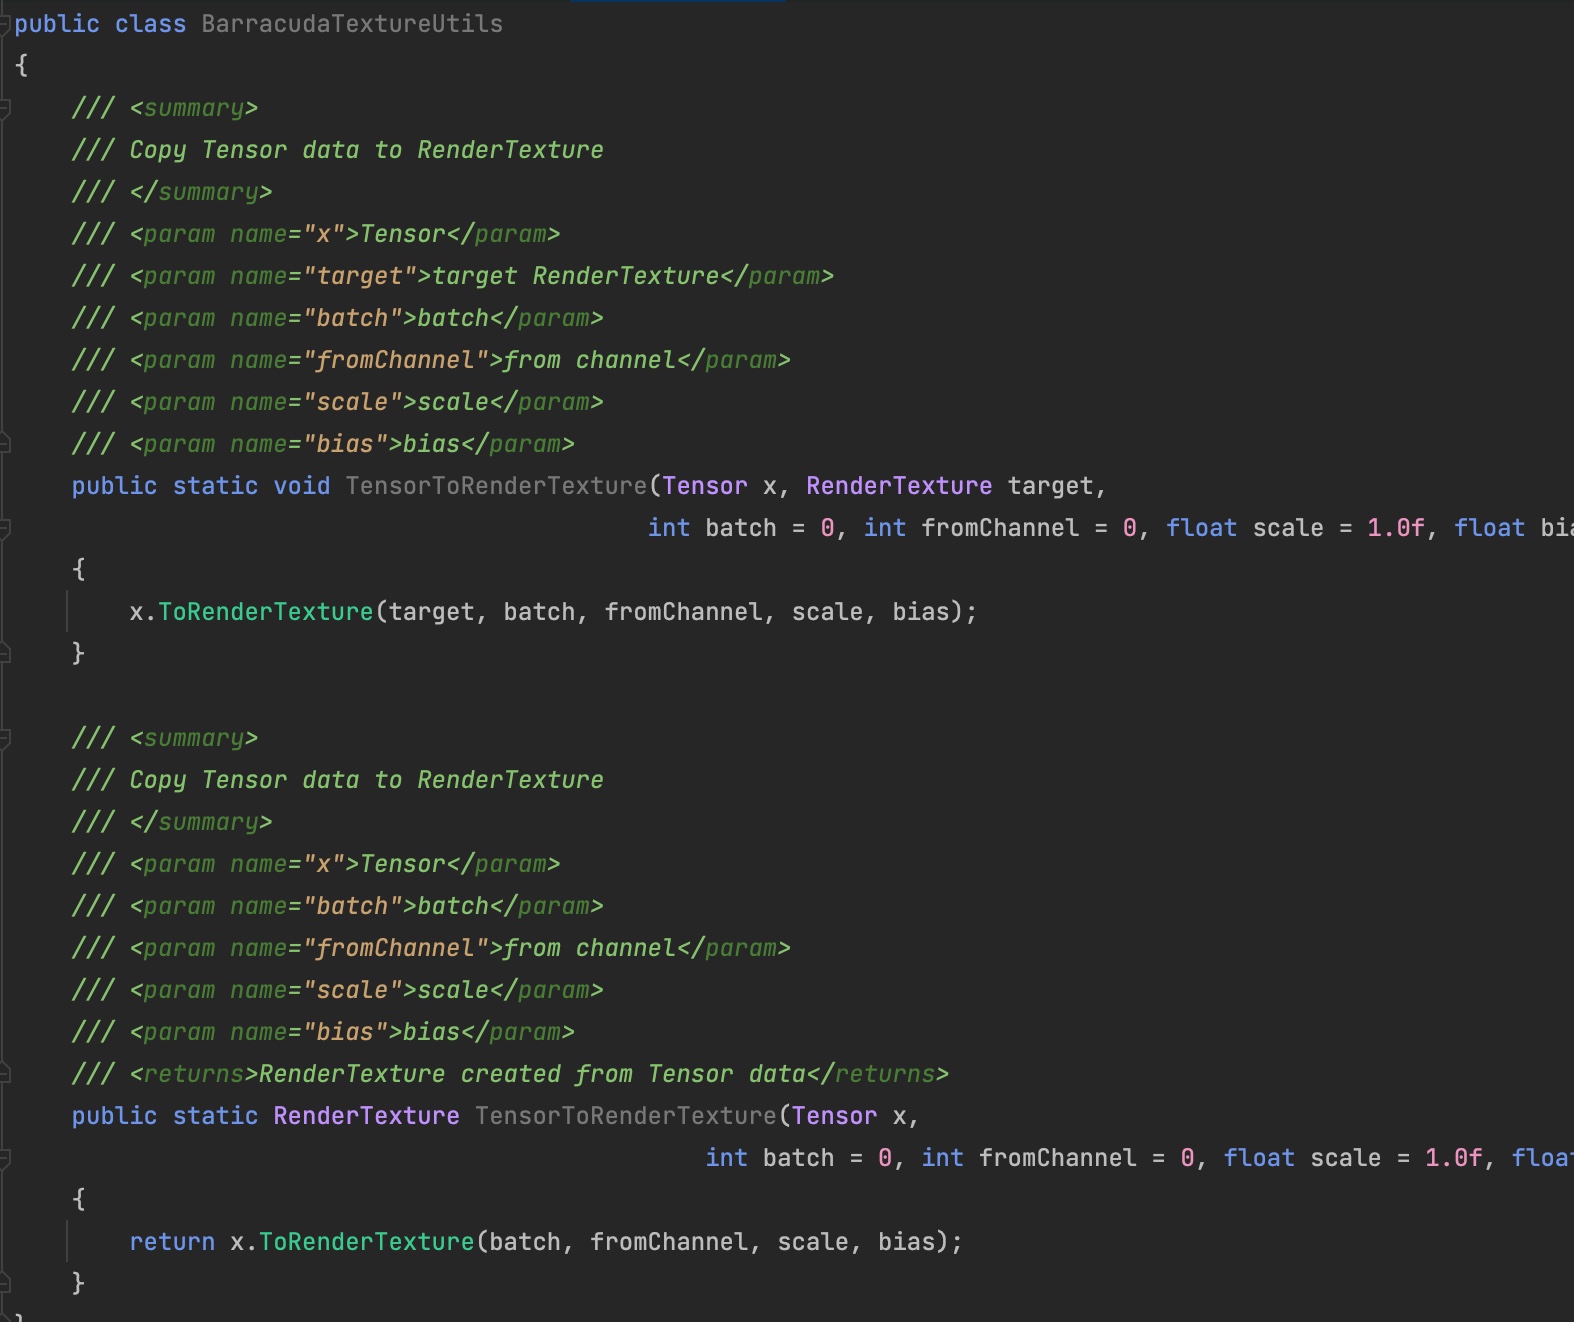 public class BarracudaTextureUtils
{
/// <summary>
/// Copy Tensor data to RenderTexture
/// </summary>
/// <param name="x">Tensor</param>
/// <param name="target">target RenderTexture</param>
/// <param name="batch">batch</param>
/// <param name="fromChannel">from channel</param>
/// <param name="scale">scale</param>
/// <param name="bias">bias</param>
public static void TensorToRenderTexture(Tensor x, RenderTexture target,
int batch = 0, int fromChannel = 0, float scale = 1.0f, float bia
{
x.ToRenderTexture(target, batch, fromChannel, scale, bias);
}
/// <summary>
/// Copy Tensor data to RenderTexture
/// </summary>
/// <param name="x">Tensor</param>
/// <param name="batch">batch</param>
/// <param name="fromChannel">from channel</param>
/// <param name="scale">scale</param>
/// <param name="bias">bias</param>
/// <returns>RenderTexture created from Tensor data</returns>
public static RenderTexture TensorToRenderTexture(Tensor x,
int batch = 0, int fromChannel = 0, float scale = 1.0f, float
{
return x.ToRenderTexture(batch, fromChannel, scale, bias);
}
}